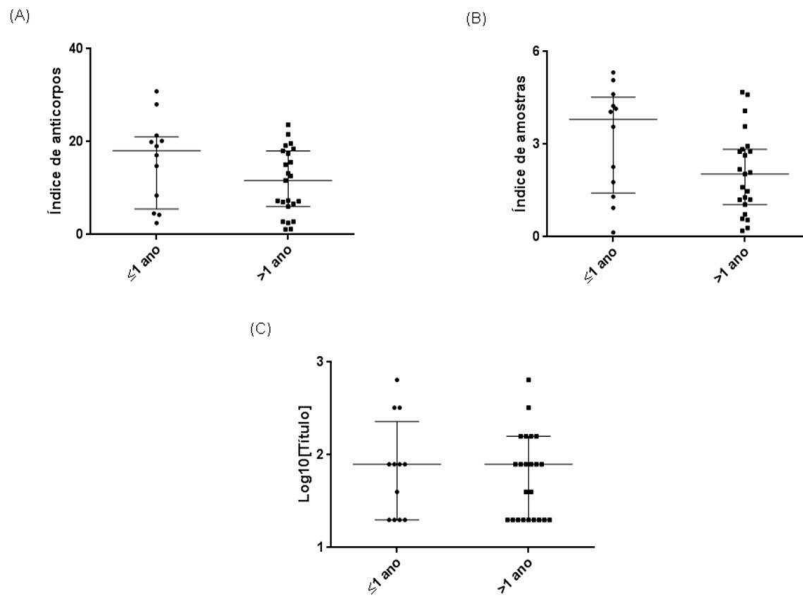 (A)
Índice de anticorpos
40
20
0
≤1 ano
>1 ano
(B)
Índice de amostras
6
3
0
≤1 ano
>1 ano
(C)
Log10[Título]
3
2
1
≤1 ano
>1 ano